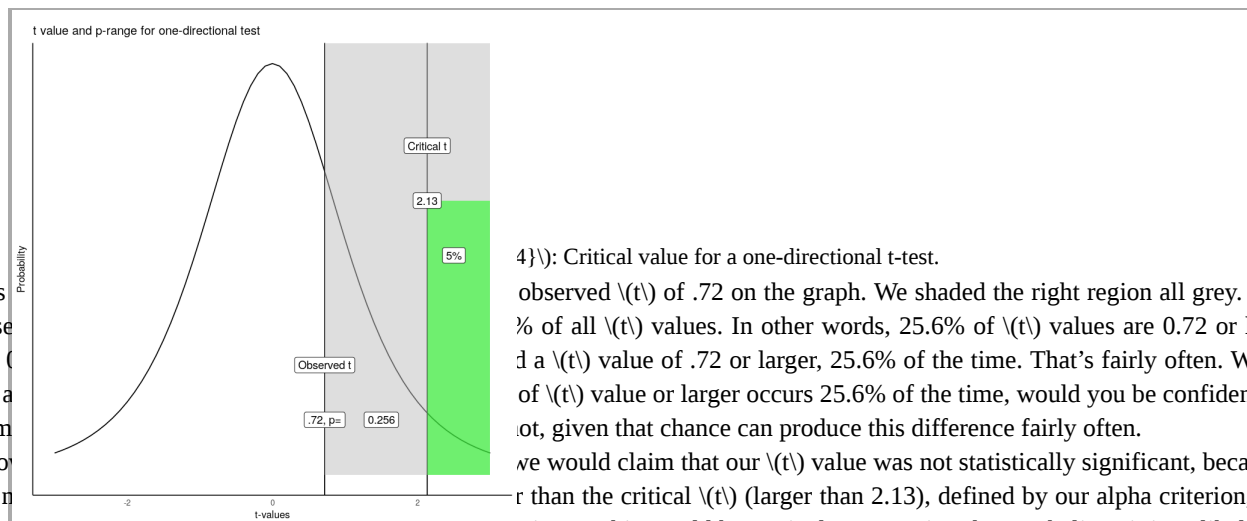 t value and p-range for one-directional test
Critical t
2.13
5%
Probability
Observed t
.72, p=
0.256
-2 0 2
t-values
4}\): Critical value for a one-directional t-test.
observed \(t\) of .72 on the graph. We shaded the right region all grey.
% of all \(t\) values. In other words, 25.6% of \(t\) values are 0.72 or
d a \(t\) value of .72 or larger, 25.6% of the time. That’s fairly often.
of \(t\) value or larger occurs 25.6% of the time, would you be
not, given that chance can produce this difference fairly often.
we would claim that our \(t\) value was not statistically significant,
r than the critical \(t\) (larger than 2.13), defined by our alpha criterion,